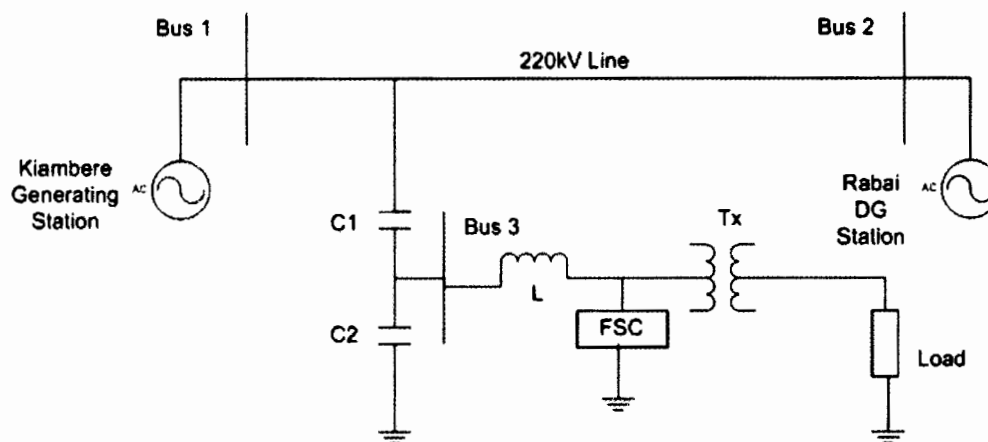 Bus 1
Bus 2
220kV Line
Kiambere
Generating
Station
AC
Rabai
DG
Station
AC
C1
Bus 3
Tx
L
C2
FSC
Load